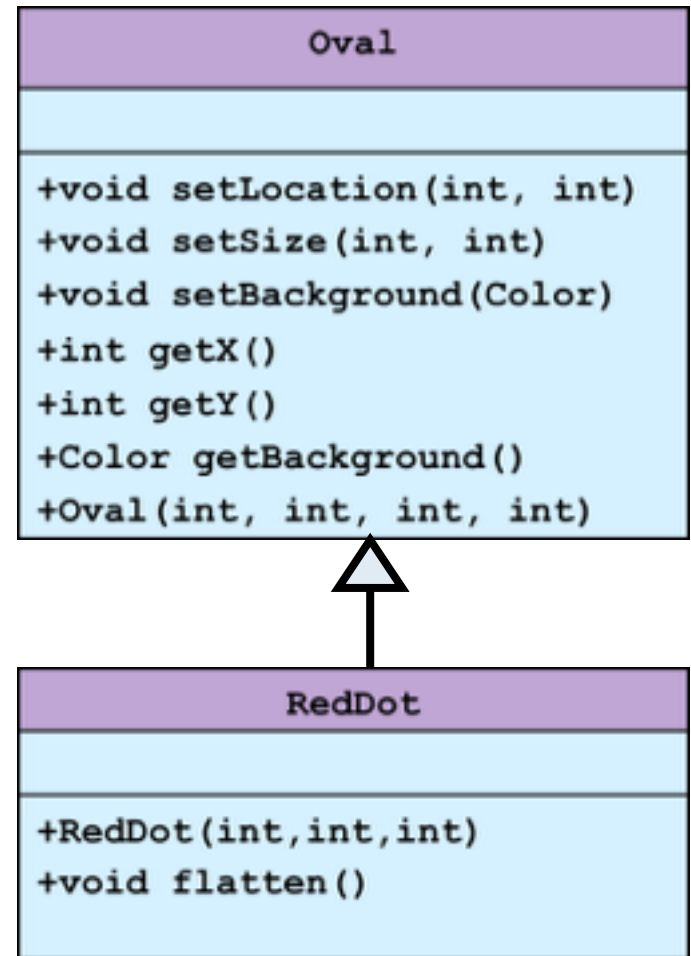 Oval
+void setLocation(int, int)
+void setSize(int, int)
+void setBackground(Color)
+int getX()
+int getY()
+Color getBackground()
+Oval(int, int, int, int)
RedDot
+RedDot(int,int,int)
+void flatten()